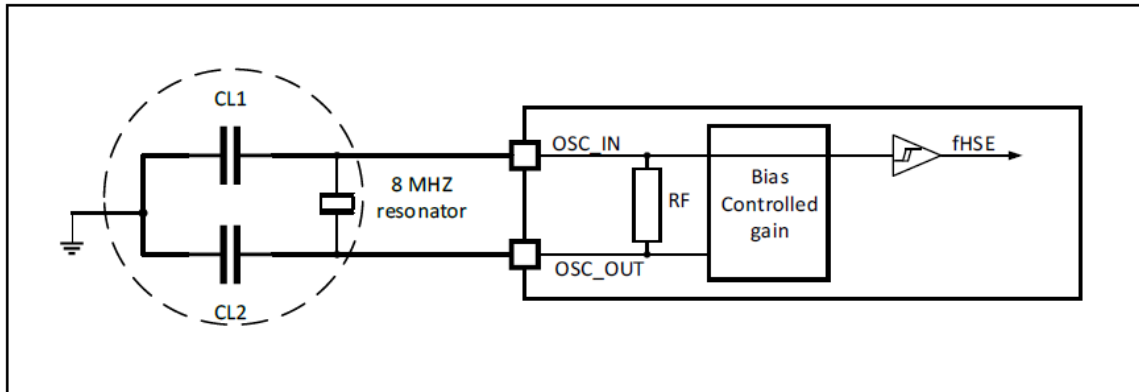 CL1
OSC_IN
fHSE
8 MHZ
resonator
RF
Bias
Controlled
gain
OSC_OUT
CL2